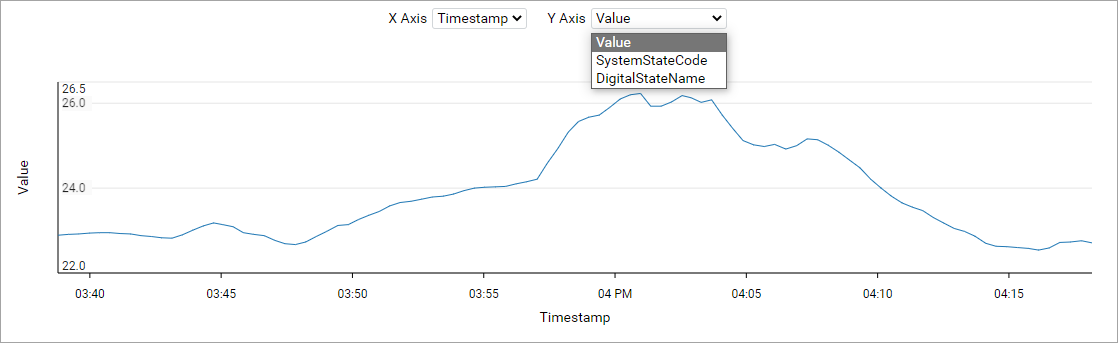 X Axis Timestamp Y Axis Value
Value
SystemStateCode
DigitalStateName
26.5
26.0
24.0
22.0
Value
03:40 03:45 03:50 03:55 04 PM 04:05 04:10 04:15
Timestamp